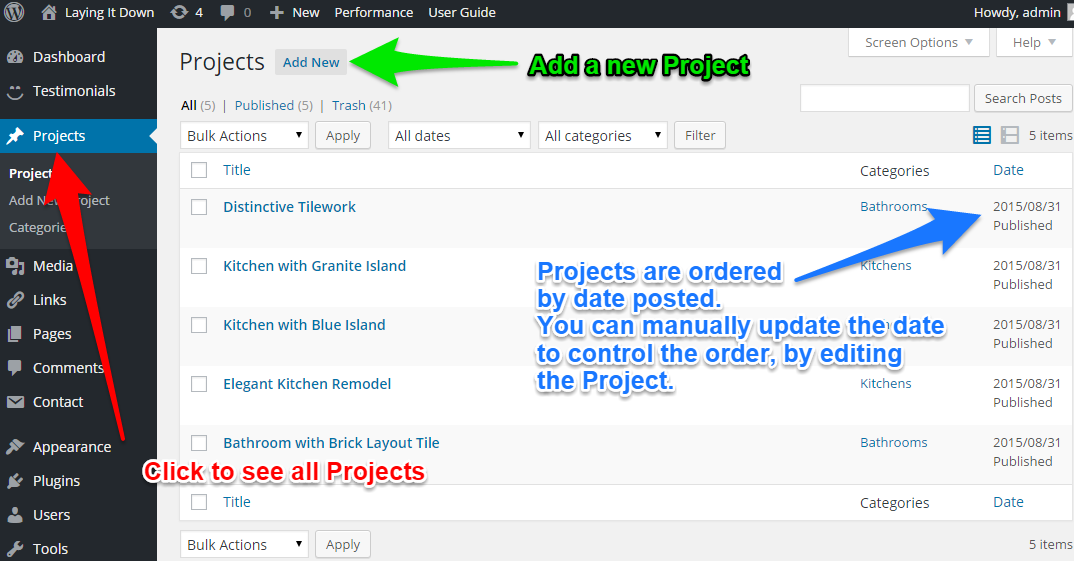 Laying It Down 4 0 New Performance User Guide Howdy, admin
Dashboard
Testimonials
Projects
Add New Project
Media
Links
Pages
Comments
Contact
Appearance
Plugins
Users
Tools
Screen Options Help
Projects Add New
Add a new Project
All (5) | Published (5) | Trash (41)
Search Posts
Bulk Actions Apply All dates All categories Filter 5 items
Title Categories Date
Distinctive Tilework Bathrooms 2015/08/31
Published
Kitchen with Granite Island Kitchens 2015/08/31
Published
Kitchen with Blue Island 2015/08/31
Published
Elegant Kitchen Remodel Kitchens 2015/08/31
Published
Bathroom with Brick Layout Tile Bathrooms 2015/08/31
Published
Title Categories Date
Bulk Actions Apply 5 items
Projects are ordered
by date posted.
You can manually update the date
to control the order, by editing
the Project.
Click to see all Projects